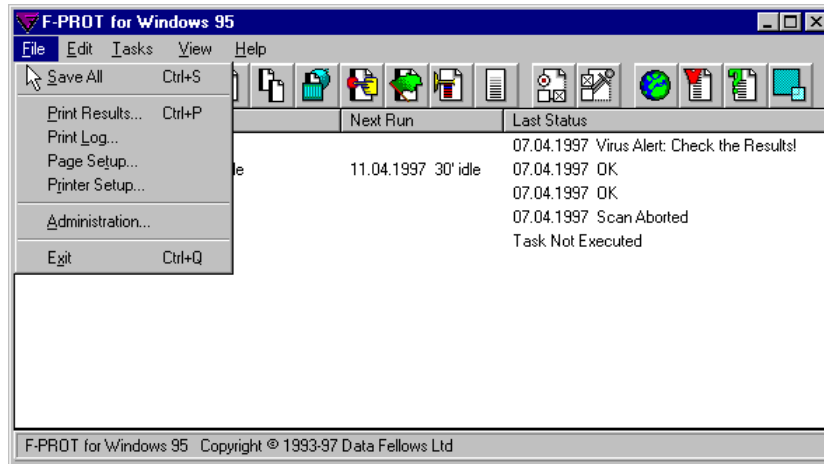 F-PROT for Windows 95
File Edit Tasks View Help
Save All Ctrl+S
Print Results... Ctrl+P
Print Log...
Page Setup...
Printer Setup...
Administration...
Exit Ctrl+Q
Next Run Last Status
07.04.1997 Virus Alert: Check the Results!
le 11.04.1997 30' idle 07.04.1997 OK
07.04.1997 OK
07.04.1997 Scan Aborted
Task Not Executed
F-PROT for Windows 95 Copyright © 1993-97 Data Fellows Ltd